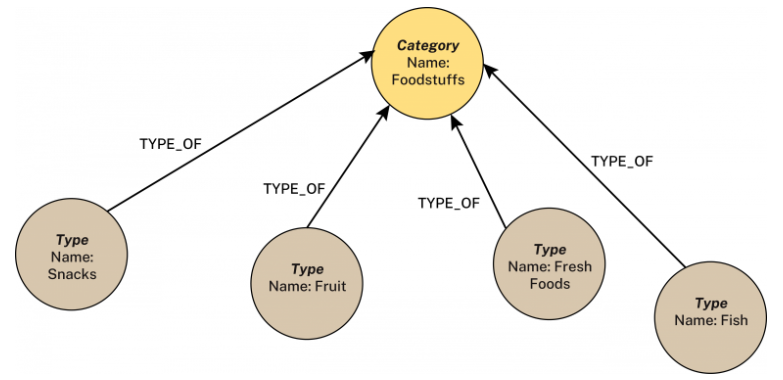 Category
Name:
Foodstuffs
TYPE_OF
TYPE_OF
TYPE_OF
TYPE_OF
Type
Name:
Snacks
Type
Name: Fruit
Type
Name: Fresh
Foods
Type
Name: Fish